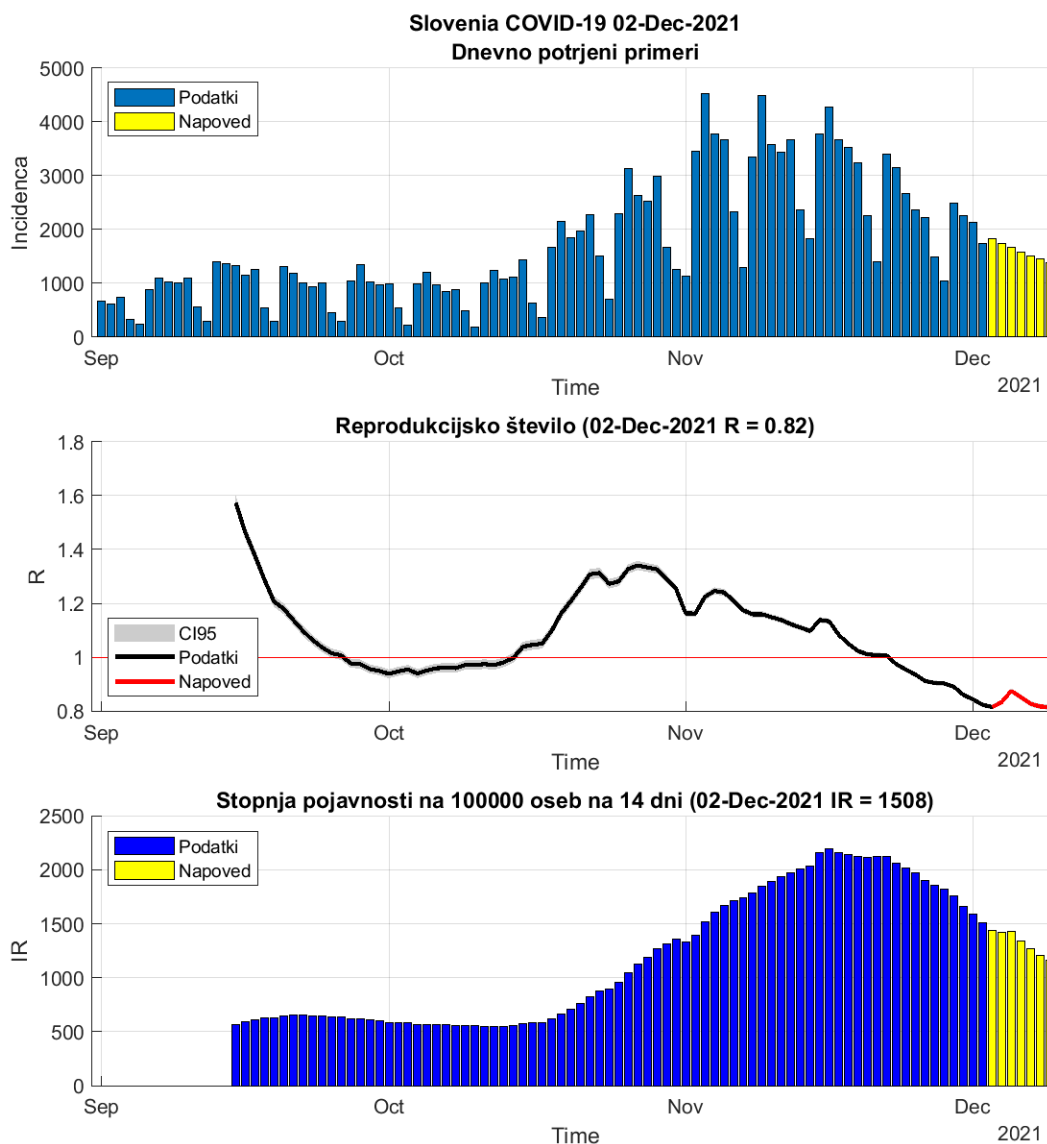 Slovenia COVID-19 02-Dec-2021
Dnevno potrjeni primeri
5000
4000
3000
2000
1000
0
Incidenca
Podatki
Napoved
Sep
Oct
Nov
Dec
Time
2021
Reprodukcijsko število (02-Dec-2021 R = 0.82)
1.8
1.6
1.4
1.2
1
0.8
R
CI95
Podatki
Napoved
Sep
Oct
Nov
Dec
Time
2021
Stopnja pojavnosti na 100000 oseb na 14 dni (02-Dec-2021 IR = 1508)
2500
2000
1500
1000
500
0
IR
Podatki
Napoved
Sep
Oct
Nov
Dec
Time
2021